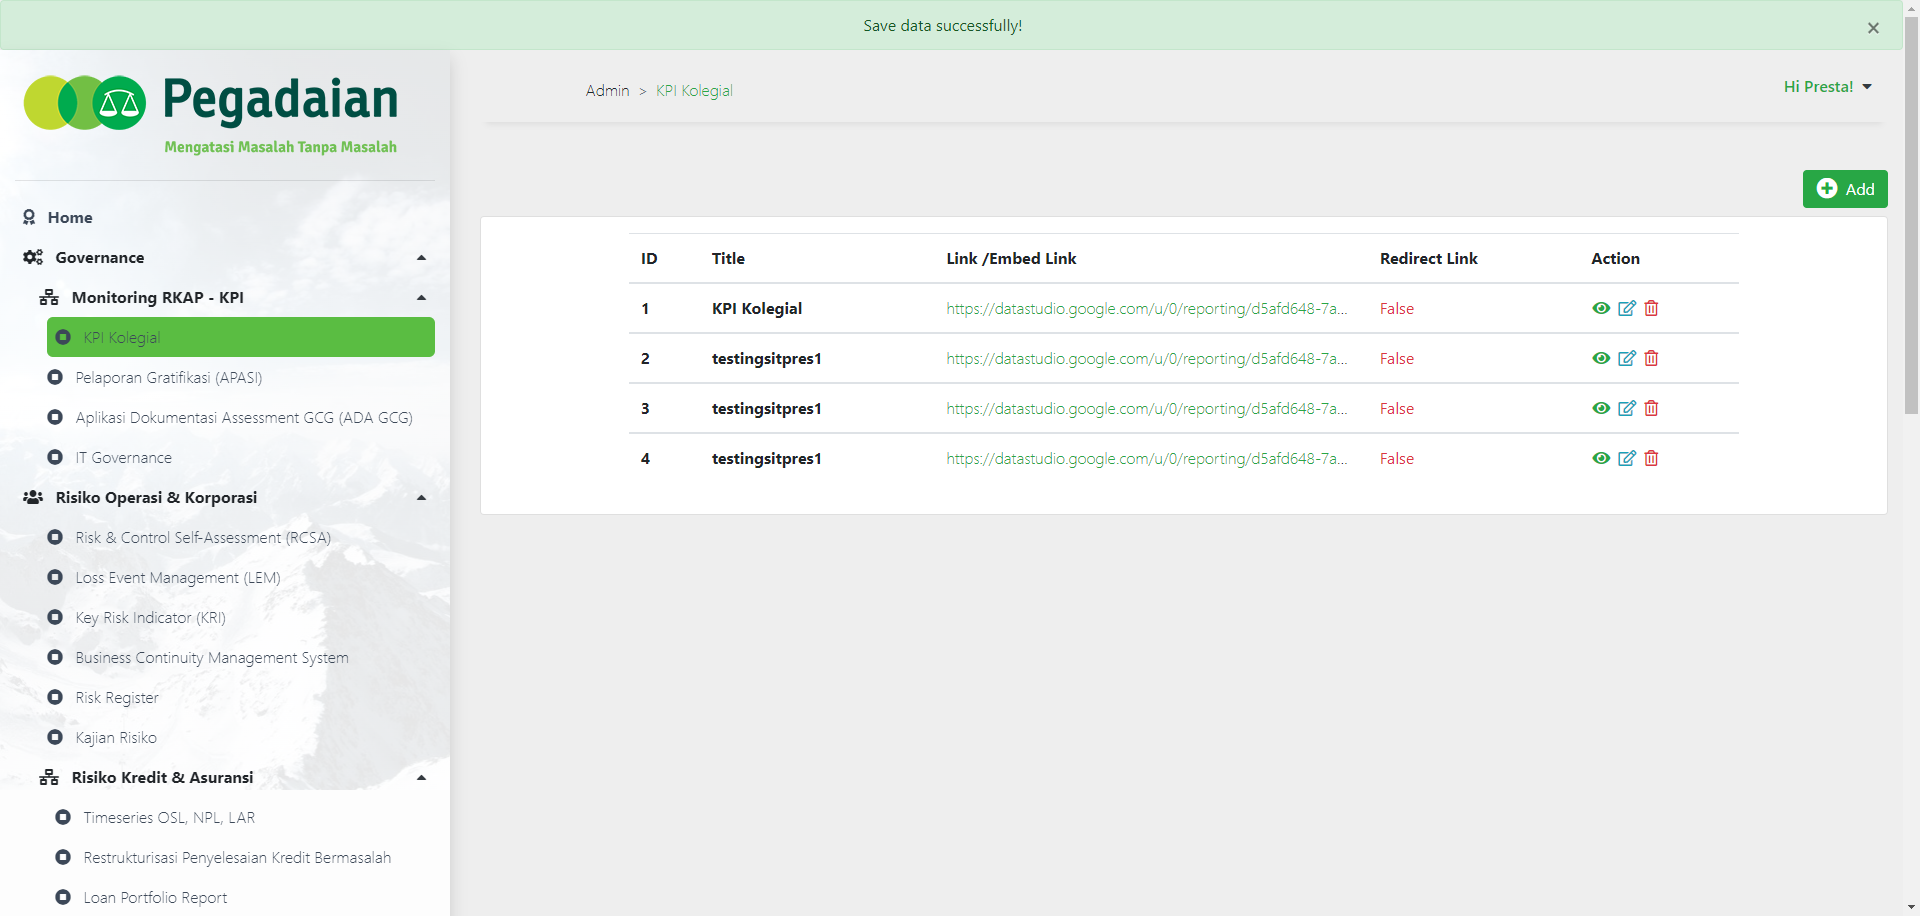 Save data successfully!
×
Pegadaian
Mengatasi Masalah Tanpa Masalah
Admin > KPI Kolegial
Hi Presta!
Home
Governance
Monitoring RKAP - KPI
KPI Kolegial
Pelaporan Gratifikasi (APASI)
Aplikasi Dokumentasi Assessment GCG (ADA GCG)
IT Governance
Risiko Operasi & Korporasi
Risk & Control Self-Assessment (RCSA)
Loss Event Management (LEM)
Key Risk Indicator (KRI)
Business Continuity Management System
Risk Register
Kajian Risiko
Risiko Kredit & Asuransi
Timeseries OSL, NPL, LAR
Restrukturisasi Penyelesaian Kredit Bermasalah
Loan Portfolio Report
Add
ID Title Link /Embed Link Redirect Link Action
1 KPI Kolegial https://datastudio.google.com/u/0/reporting/d5afd648-7a... False
2 testingsitpres1 https://datastudio.google.com/u/0/reporting/d5afd648-7a... False
3 testingsitpres1 https://datastudio.google.com/u/0/reporting/d5afd648-7a... False
4 testingsitpres1 https://datastudio.google.com/u/0/reporting/d5afd648-7a... False